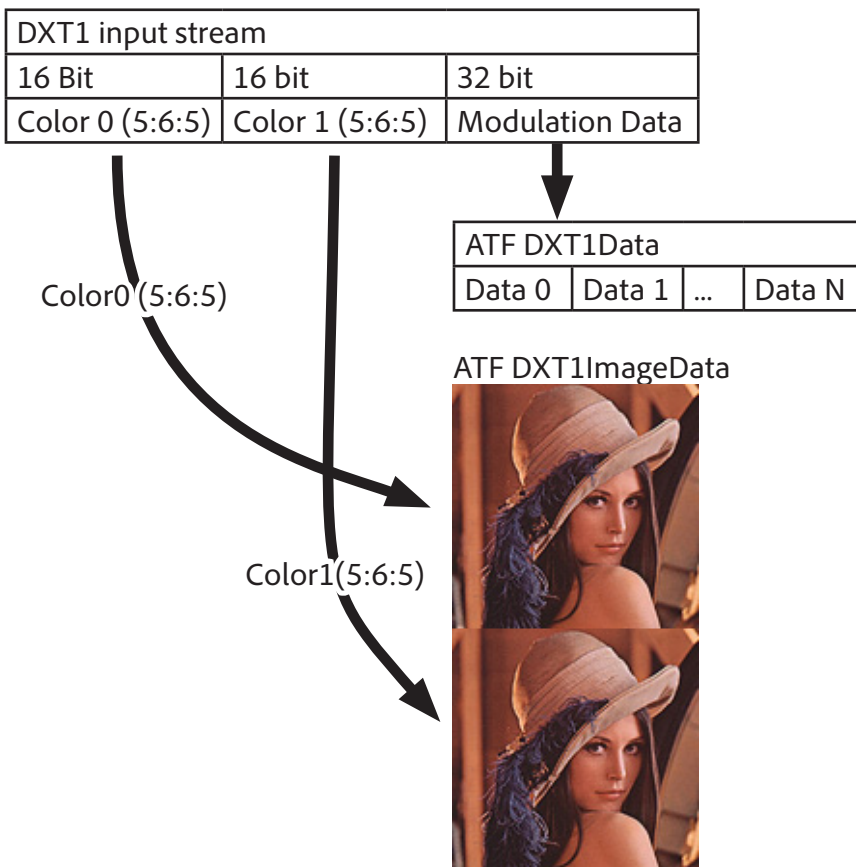 DXT1 input stream
16 Bit 16 bit 32 bit
Color 0 (5:6:5) Color 1 (5:6:5) Modulation Data
ATF DXT1Data
Data 0 Data 1 ... Data N
Color0 (5:6:5)
ATF DXT1ImageData
Color1(5:6:5)